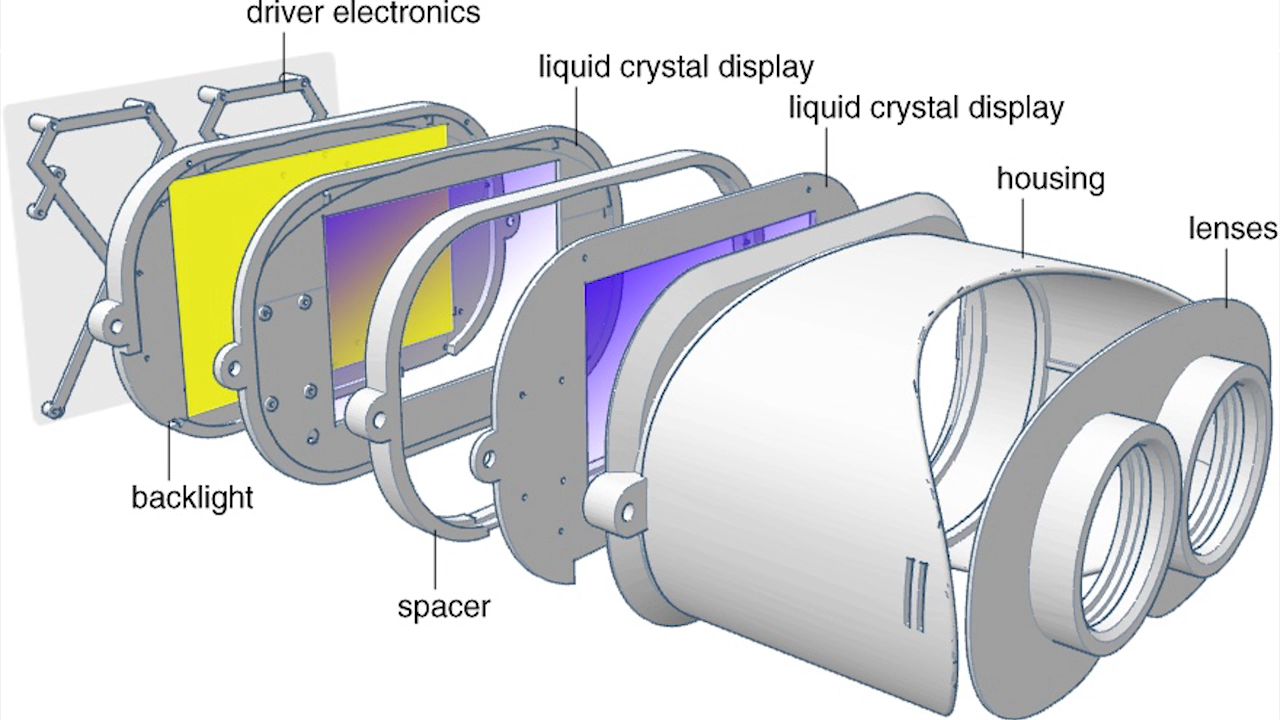 driver electronics
liquid crystal display
liquid crystal display
housing
lenses
backlight
spacer